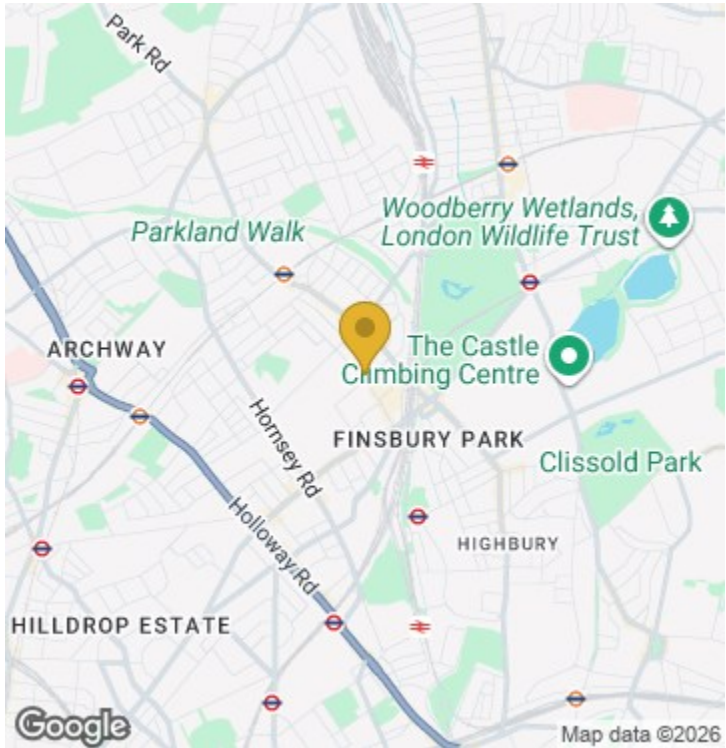 Park Rd
Woodberry Wetlands,
London Wildlife Trust
Parkland Walk
ARCHWAY
The Castle
Climbing Centre
Hornsey Rd
FINSBURY PARK
Clissold Park
Holloway Rd
HIGHBURY
HILLDROP ESTATE
Google
Map data ©2026